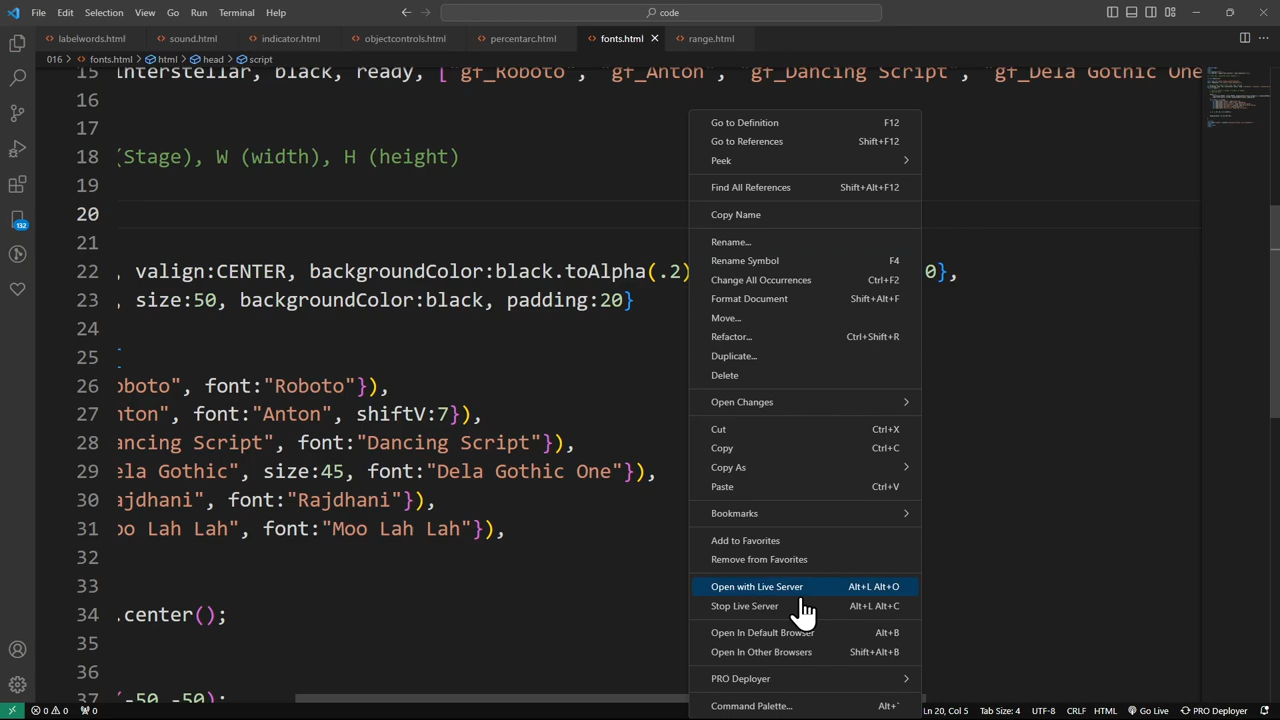 File Edit Selection View Go Run Terminal Help code
labelwords.html sound.html indicator.html objectcontrols.html percentarc.html fonts.html range.html
016 > fonts.html > html > head > script
15 interstellar, black, ready, ["gf_Roboto", "gf_Anton", "gf_Dancing Script", "gf_Dela Gothic One
16
17
18 (Stage), W (width), H (height)
19
20
21
22 , valign:CENTER, backgroundColor:black.toAlpha(.2) 0},
23 , size:50, backgroundColor:black, padding:20}
24
25
26 oboto", font:"Roboto"}),
27 nton", font:"Anton", shiftV:7}),
28 ancing Script", font:"Dancing Script"}),
29 ela Gothic", size:45, font:"Dela Gothic One"}),
30 ajdhani", font:"Rajdhani"}),
31 oo Lah Lah", font:"Moo Lah Lah"}),
32
33
34 .center();
35
36
37 (-50,-50);
Go to Definition F12
Go to References Shift+F12
Peek
Find All References Shift+Alt+F12
Copy Name
Rename...
Rename Symbol F4
Change All Occurrences Ctrl+F2
Format Document Shift+Alt+F
Move...
Refactor... Ctrl+Shift+R
Duplicate...
Delete
Open Changes
Cut Ctrl+X
Copy Ctrl+C
Copy As
Paste Ctrl+V
Bookmarks
Add to Favorites
Remove from Favorites
Open with Live Server Alt+L Alt+O
Stop Live Server Alt+L Alt+C
Open In Default Browser Alt+B
Open In Other Browsers Shift+Alt+B
PRO Deployer
Command Palette... Alt+`
132
0 0 0 Ln 20, Col 5 Tab Size: 4 UTF-8 CRLF HTML Go Live PRO Deployer